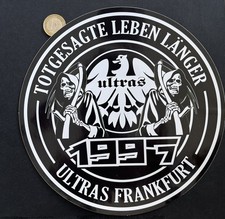 TOTGESAGTE LEBEN LÄNGER
ultras
1997
ULTRAS FRANKFURT